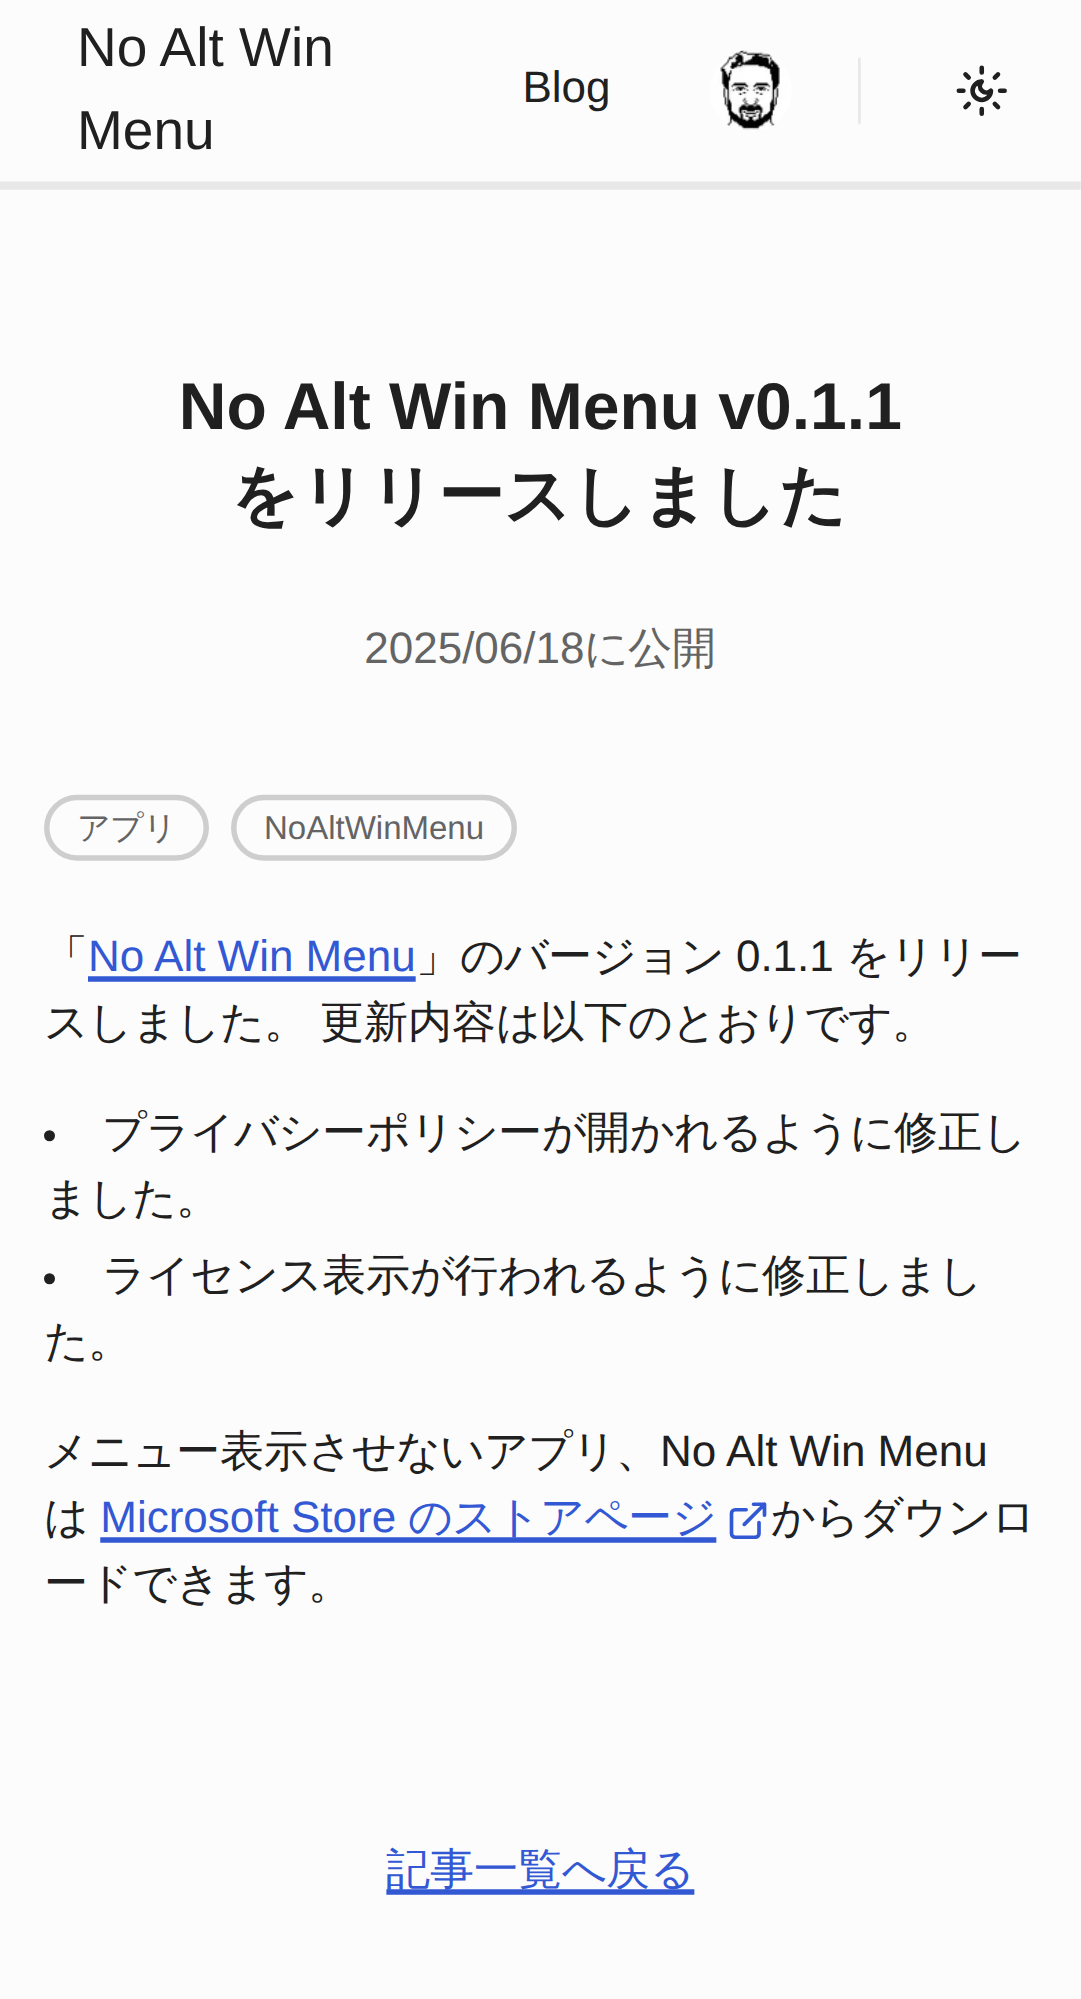 No Alt Win
Menu
Blog
No Alt Win Menu v0.1.1
をリリースしました
2025/06/18に公開
アプリ
NoAltWinMenu
「No Alt Win Menu」のバージョン 0.1.1 をリリー
スしました。 更新内容は以下のとおりです。
• プライバシーポリシーが開かれるように修正し
ました。
• ライセンス表示が行われるように修正しまし
た。
メニュー表示させないアプリ、No Alt Win Menu
は Microsoft Store のストアページ からダウンロ
ードできます。
記事一覧へ戻る